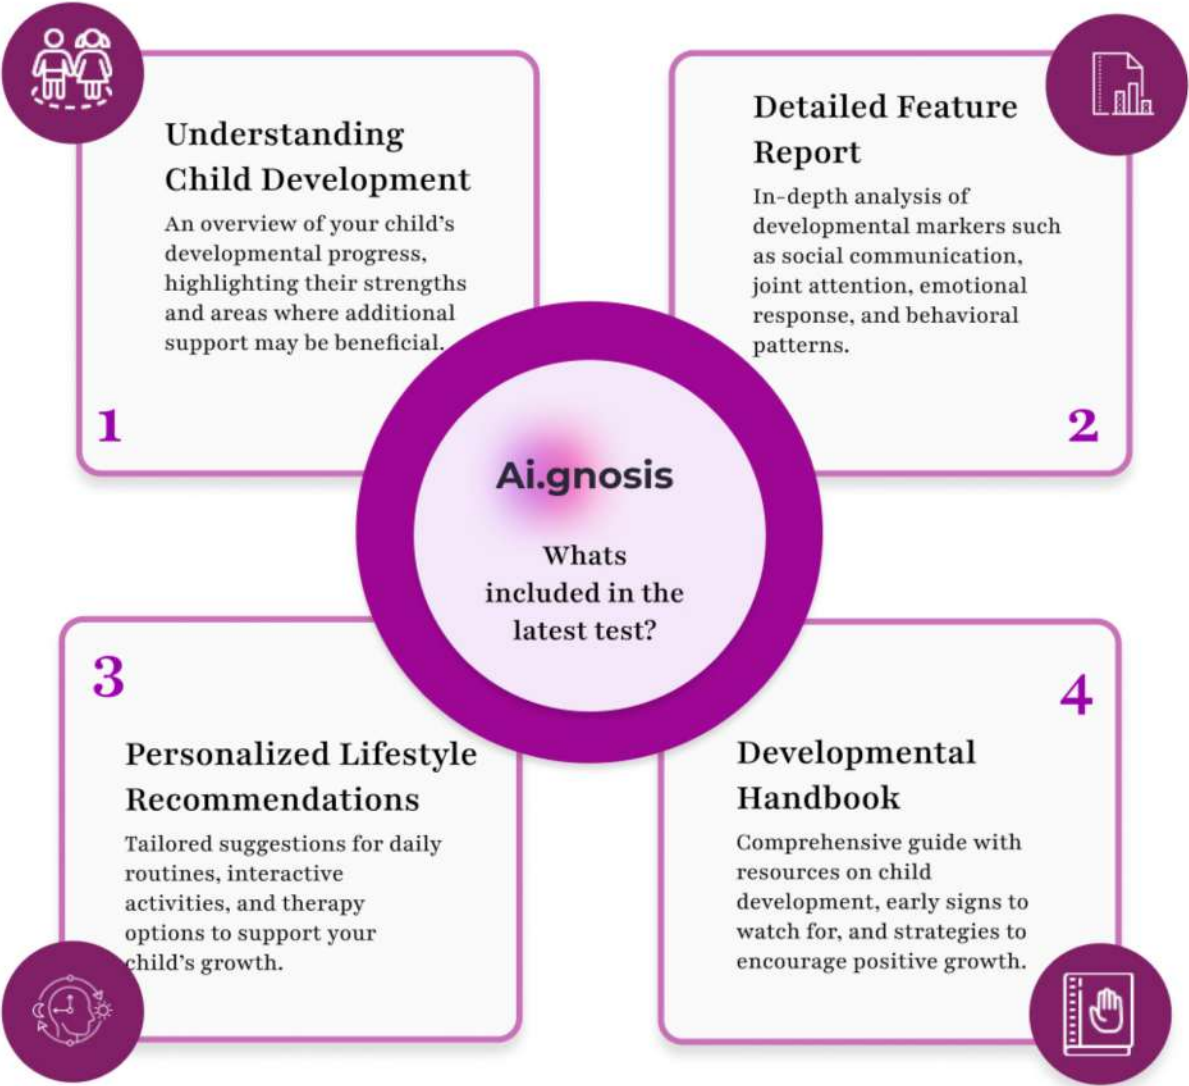 Understanding
Child Development
An overview of your child's
developmental progress,
highlighting their strengths
and areas where additional
support may be beneficial.
1
Detailed Feature
Report
In-depth analysis of
developmental markers such
as social communication,
joint attention, emotional
response, and behavioral
patterns.
2
Ai.gnosis
Whats
included in the
latest test?
3
Personalized Lifestyle
Recommendations
Tailored suggestions for daily
routines, interactive
activities, and therapy
options to support your
child's growth.
4
Developmental
Handbook
Comprehensive guide with
resources on child
development, early signs to
watch for, and strategies to
encourage positive growth.